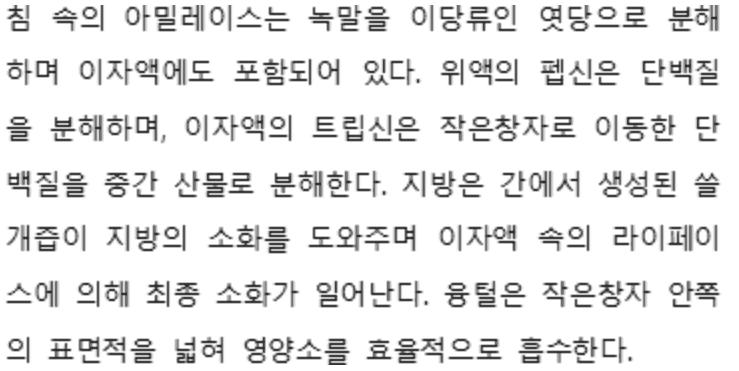 침 속의 아밀레이스는 녹말을 이당류인 엿당으로 분해
하며 이자액에도 포함되어 있다. 위액의 펩신은 단백질
을 분해하며, 이자액의 트립신은 작은창자로 이동한 단
백질을 중간 산물로 분해한다. 지방은 간에서 생성된 쓸
개즙이 지방의 소화를 도와주며 이자액 속의 라이페이
스에 의해 최종 소화가 일어난다. 융털은 작은창자 안쪽
의 표면적을 넓혀 영양소를 효율적으로 흡수한다.